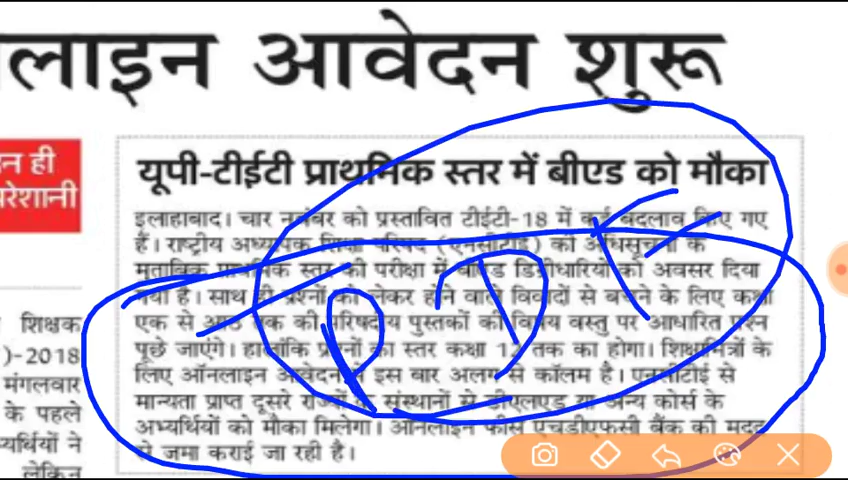 लाइन आवेदन शुरू
न ही
रेशानी
शिक्षक
)-2018
मंगलवार
के पहले
यर्थियों ने
लेकिन
यूपी-टीईटी प्राथमिक स्तर में बीएड को मौका
इलाहाबाद। चार नवंबर को प्रस्तावित टीईटी-18 में कई बदलाव किए गए
हैं। राष्ट्रीय अध्यापक शिक्षा परिषद (एनसीटीई) की अधिसूचना के
मुताबिक प्राथमिक स्तर की परीक्षा में बीएड डिग्रीधारियों को अवसर दिया
गया है। साथ ही प्रश्नों को लेकर होने वाले विवादों से बचने के लिए कक्षा
एक से आठ तक की परिषदीय पुस्तकों की विषय वस्तु पर आधारित प्रश्न
पूछे जाएंगे। हालांकि प्रश्नों का स्तर कक्षा 12 तक का होगा। शिक्षामित्रों के
लिए ऑनलाइन आवेदन में इस बार अलग से कॉलम है। एनसीटीई से
मान्यता प्राप्त दूसरे राज्यों के संस्थानों से डीएलएड या अन्य कोर्स के
अभ्यर्थियों को मौका मिलेगा। ऑनलाइन फीस एचडीएफसी बैंक की मदद
से जमा कराई जा रही है।